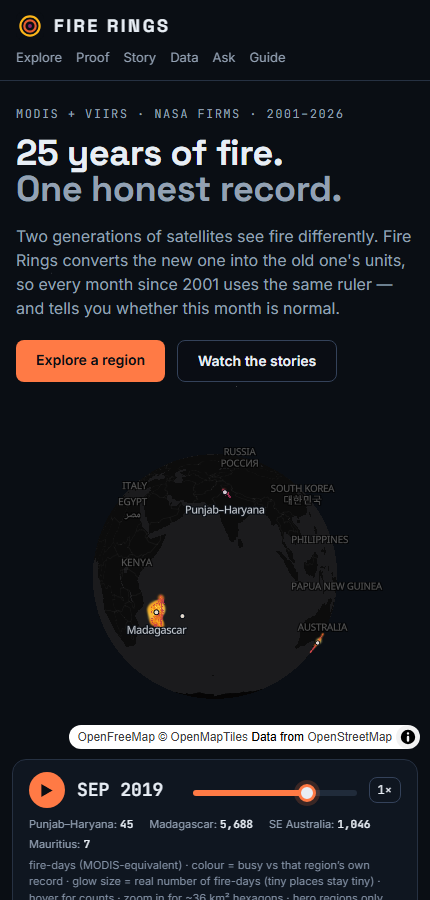 FIRE RINGS
Explore Proof Story Data Ask Guide
MODIS + VIIRS · NASA FIRMS · 2001–2026
25 years of fire.
One honest record.
Two generations of satellites see fire differently. Fire
Rings converts the new one into the old one's units,
so every month since 2001 uses the same ruler —
and tells you whether this month is normal.
Explore a region
Watch the stories
RUSSIA
РОССИЯ
ITALY
SOUTH KOREA
대한민국
EGYPT
مصر
Punjab–Haryana
PHILIPPINES
KENYA
PAPUA NEW GUINEA
Madagascar
AUSTRALIA
OpenFreeMap © OpenMapTiles Data from OpenStreetMap
SEP 2019
1×
Punjab–Haryana: 45 Madagascar: 5,688 SE Australia: 1,046
Mauritius: 7
fire-days (MODIS-equivalent) · colour = busy vs that region's own
record · glow size = real number of fire-days (tiny places stay tiny) ·
hover for counts · zoom in for ~36 km² hexagons · hero regions only